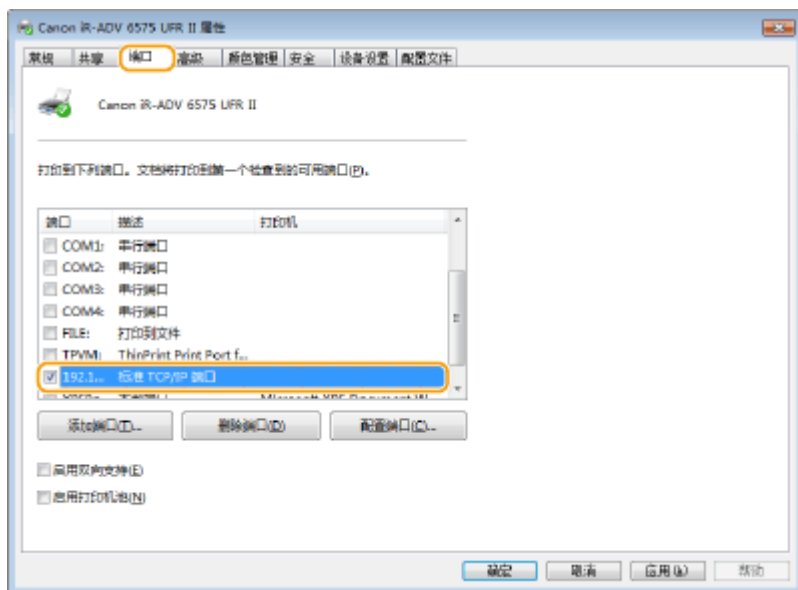 Canon iR-ADV 6575 UFR II 属性
常规 共享 端口 高级 颜色管理 安全 设备设置 配置文件
Canon iR-ADV 6575 UFR II
打印到下列端口。文档将打印到第一个检查到的可用端口(P)。
端口 描述 打印机
COM1: 串行端口
COM2: 串行端口
COM3: 串行端口
COM4: 串行端口
FILE: 打印到文件
TPVM: ThinPrint Print Port f...
192.1... 标准 TCP/IP 端口
添加端口(T)... 删除端口(D) 配置端口(C)...
启用双向支持(E)
启用打印机池(N)
确定 取消 应用(A) 帮助